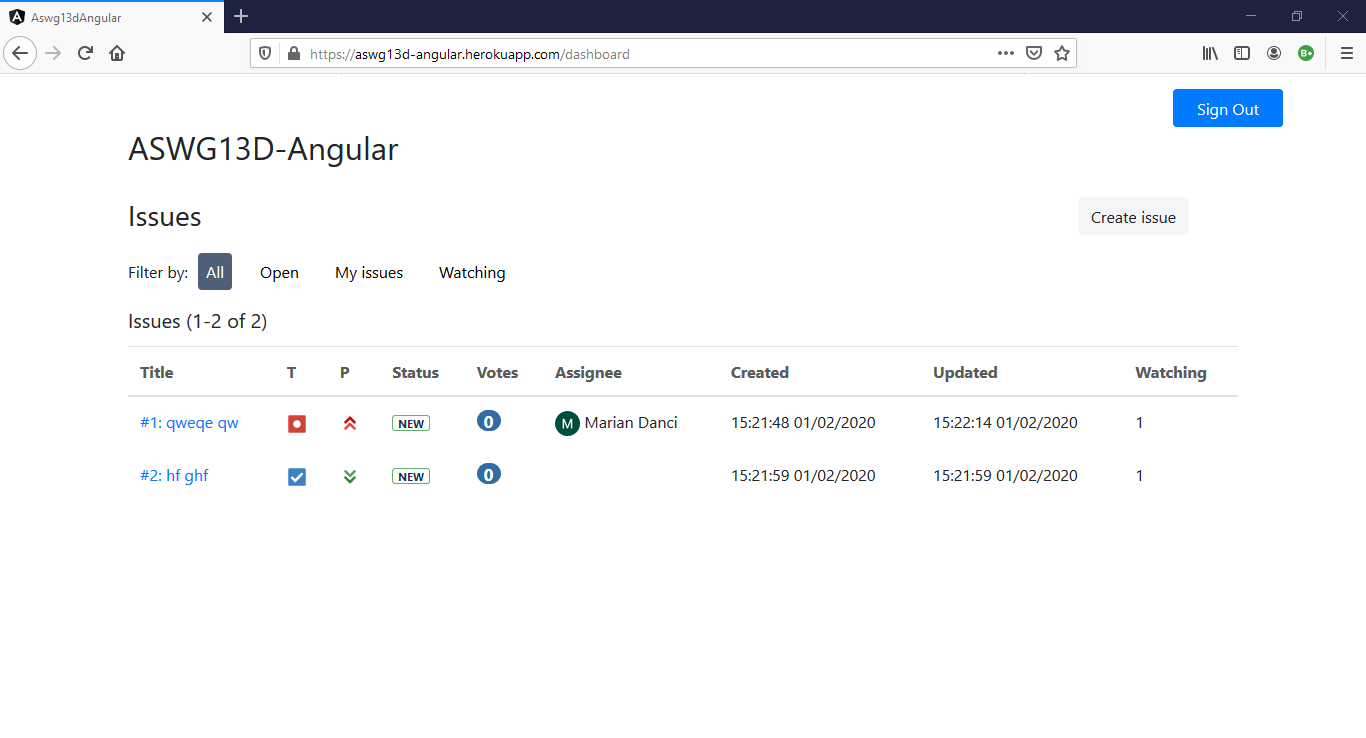 Aswg13dAngular
https://aswg13d-angular.herokuapp.com/dashboard
B+
Sign Out
ASWG13D-Angular
Issues
Create issue
Filter by: All Open My issues Watching
Issues (1-2 of 2)
Title T P Status Votes Assignee Created Updated Watching
#1: qweqe qw NEW 0 M Marian Danci 15:21:48 01/02/2020 15:22:14 01/02/2020 1
#2: hf ghf NEW 0 15:21:59 01/02/2020 15:21:59 01/02/2020 1